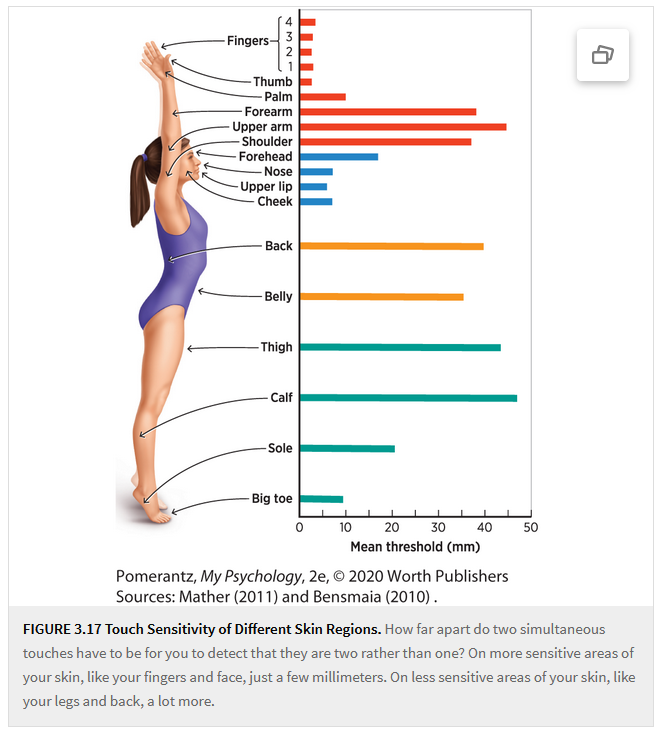 4
3
Fingers
2
1
Thumb
Palm
Forearm
Upper arm
Shoulder
Forehead
Nose
Upper lip
Cheek
Back
Belly
Thigh
Calf
Sole
Big toe
0 10 20 30 40 50
Mean threshold (mm)
Pomerantz, My Psychology, 2e, © 2020 Worth Publishers
Sources: Mather (2011) and Bensmaia (2010) .
FIGURE 3.17 Touch Sensitivity of Different Skin Regions. How far apart do two simultaneous
touches have to be for you to detect that they are two rather than one? On more sensitive areas of
your skin, like your fingers and face, just a few millimeters. On less sensitive areas of your skin, like
your legs and back, a lot more.